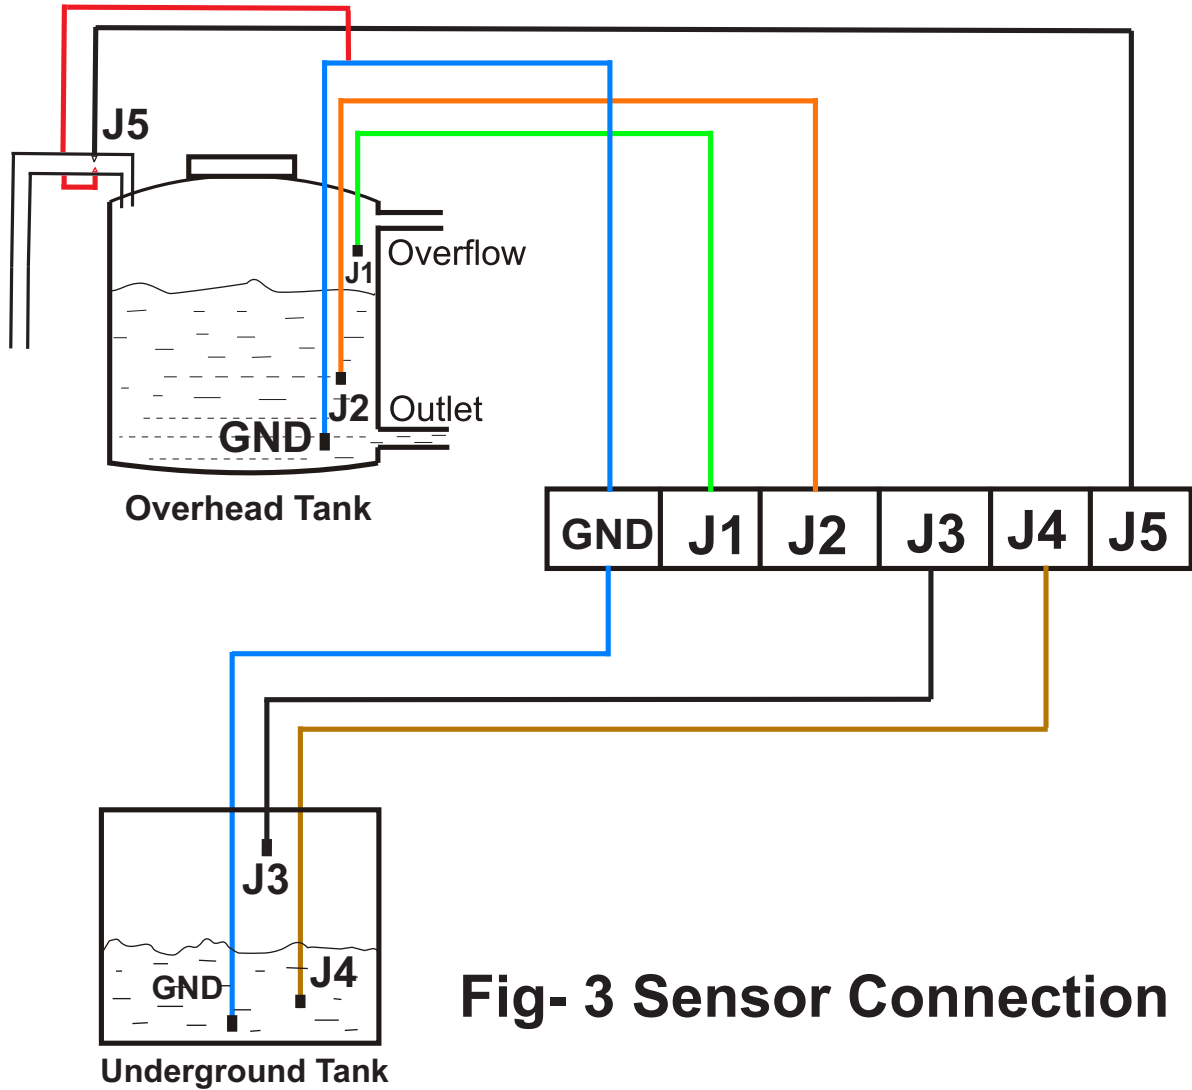 J5
Overflow
J1
J2
Outlet
GND
Overhead Tank
GND J1 J2 J3 J4 J5
J3
J4
GND
Fig- 3 Sensor Connection
Underground Tank